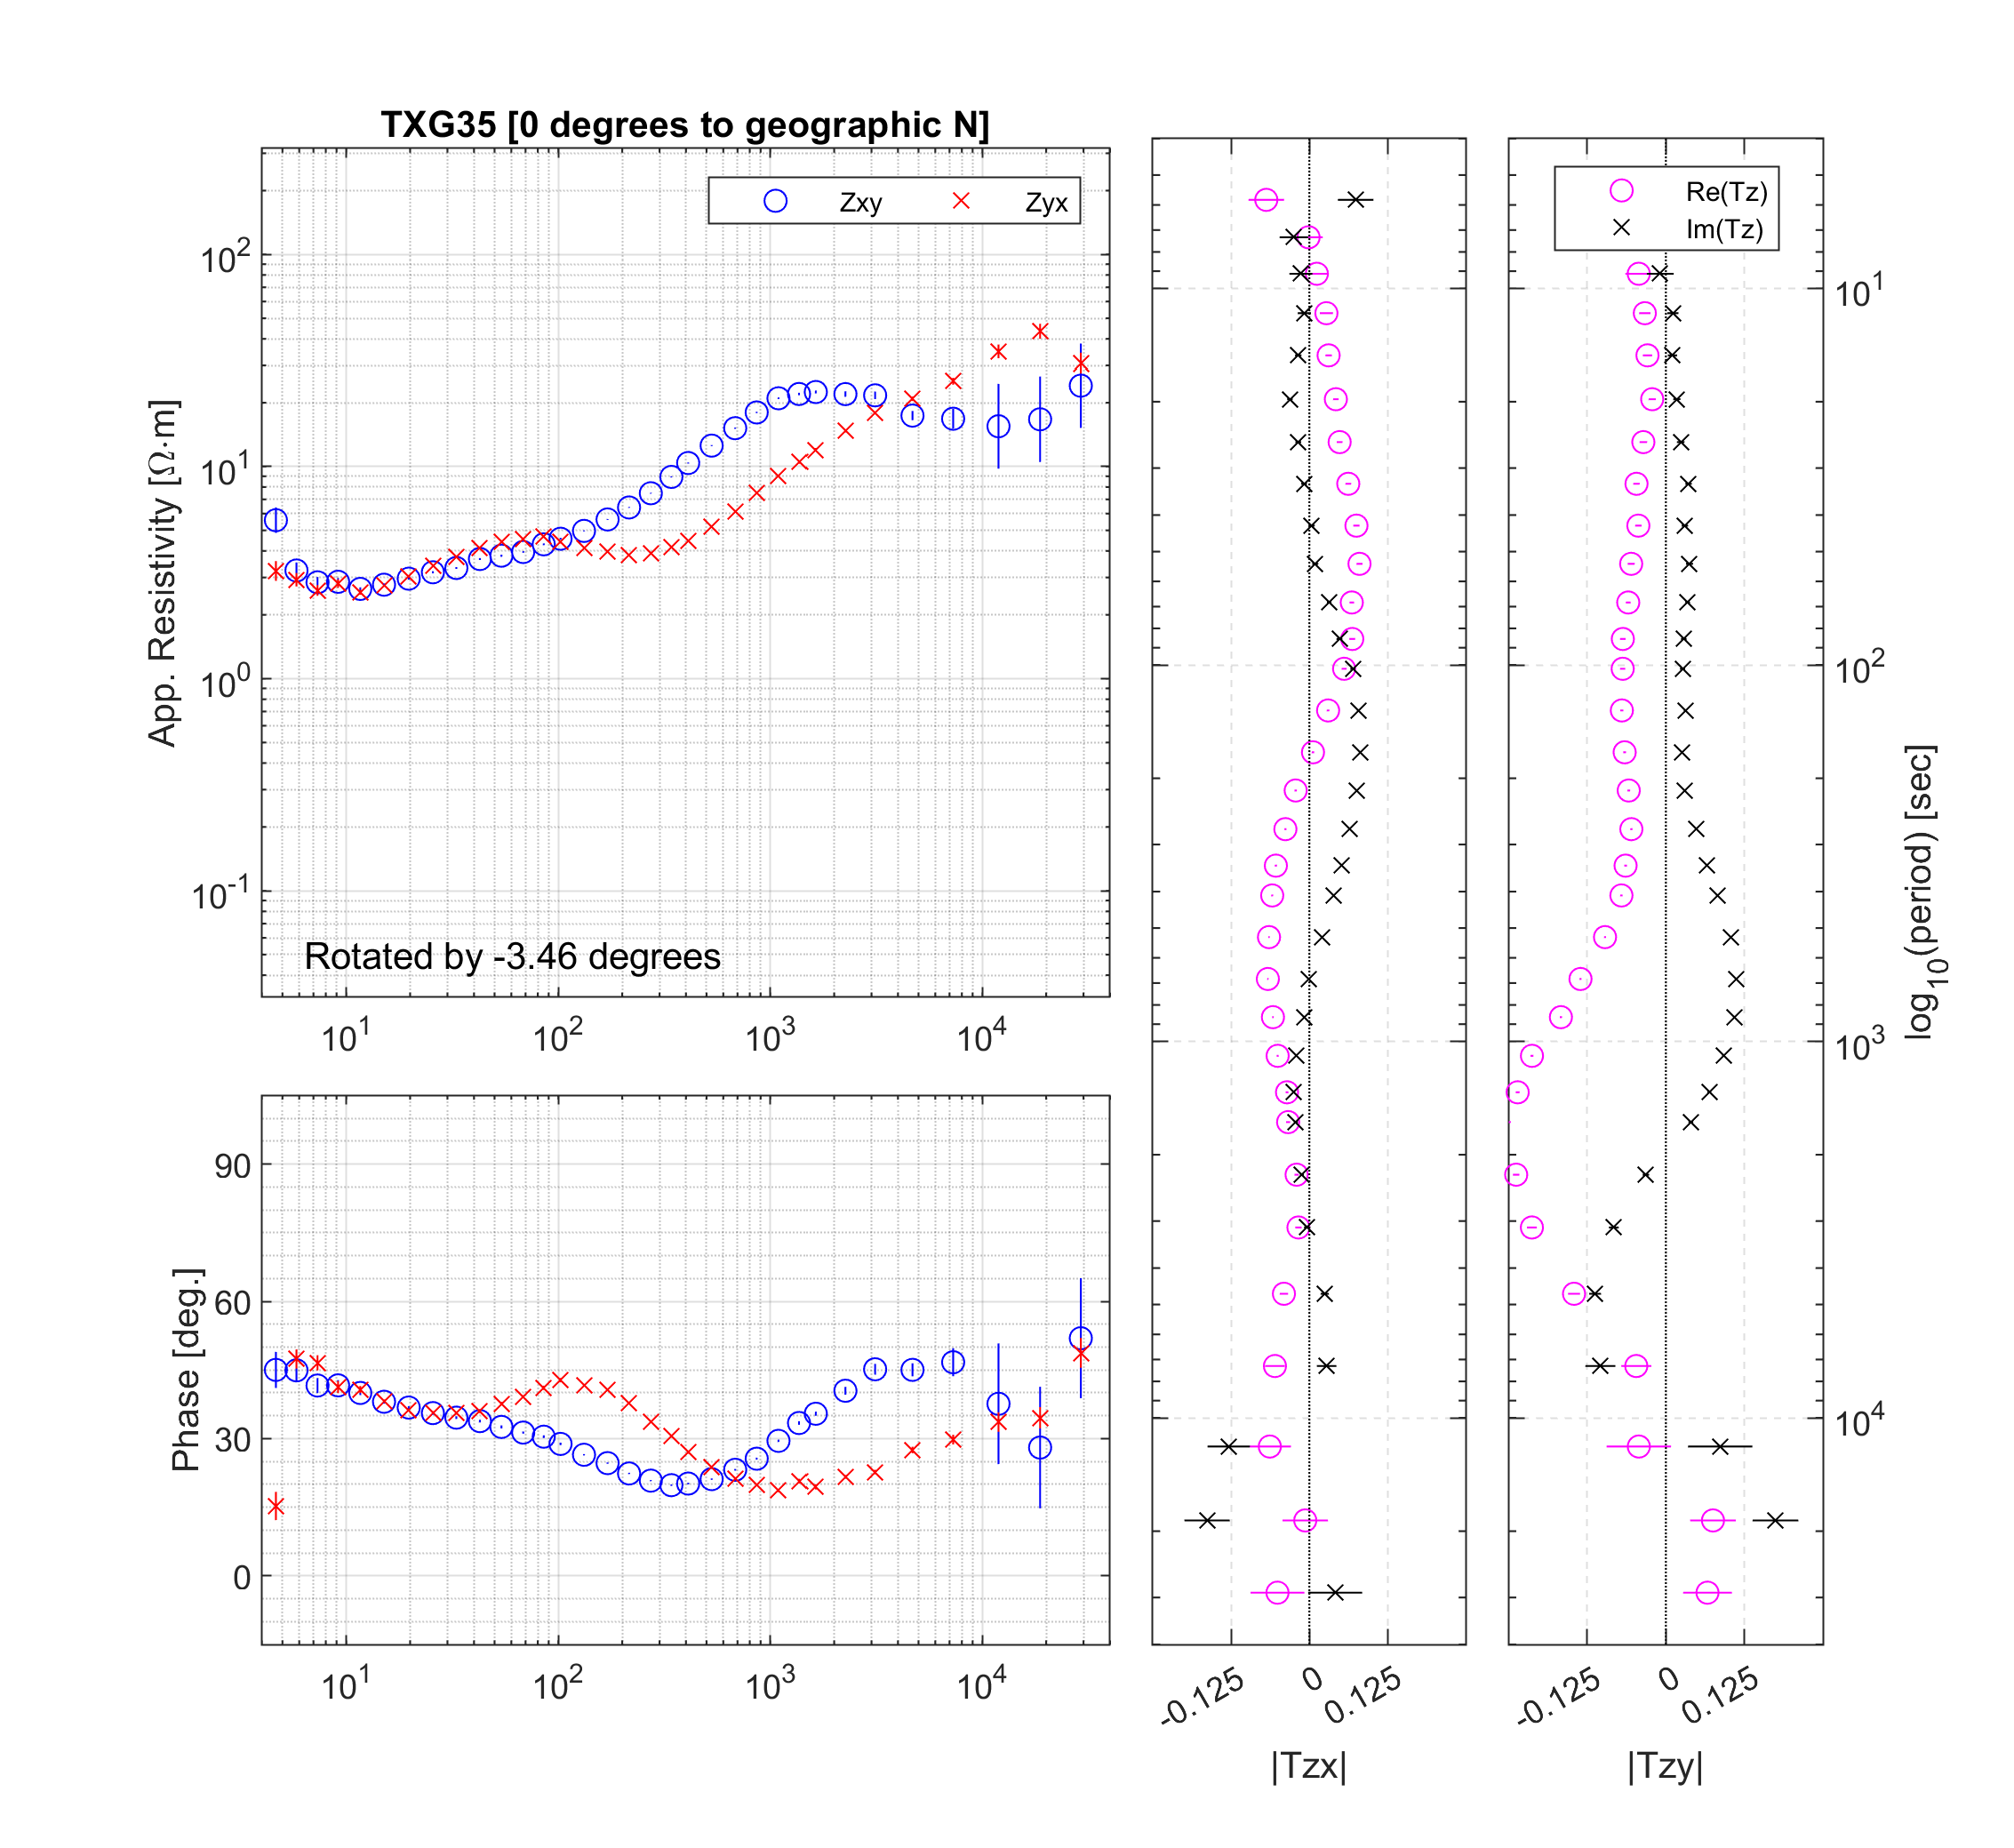 TXG35 [0 degrees to geographic N]
Zxy Zyx
App. Resistivity [Ω·m]
10^2
10^1
10^0
10^-1
Rotated by -3.46 degrees
10^1 10^2 10^3 10^4
Phase [deg.]
90
60
30
0
10^1 10^2 10^3 10^4
-0.125 0 0.125
|Tzx|
Re(Tz)
Im(Tz)
10^1
10^2
10^3
10^4
log_10(period) [sec]
-0.125 0 0.125
|Tzy|